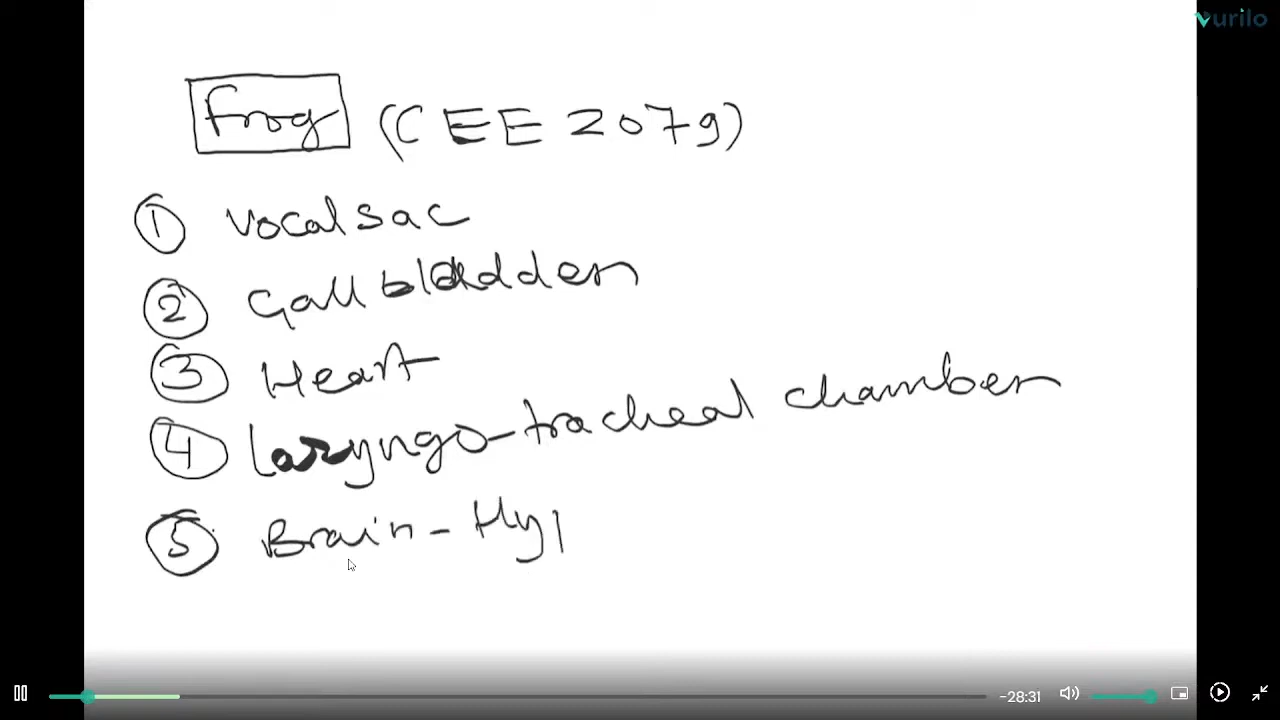 vurilo
Frog (CEE 2079)
1 Vocal sac
2 Gall bladder
3 Heart
4 Laryngo-tracheal chamber
5 Brain - Hyp
-28:31